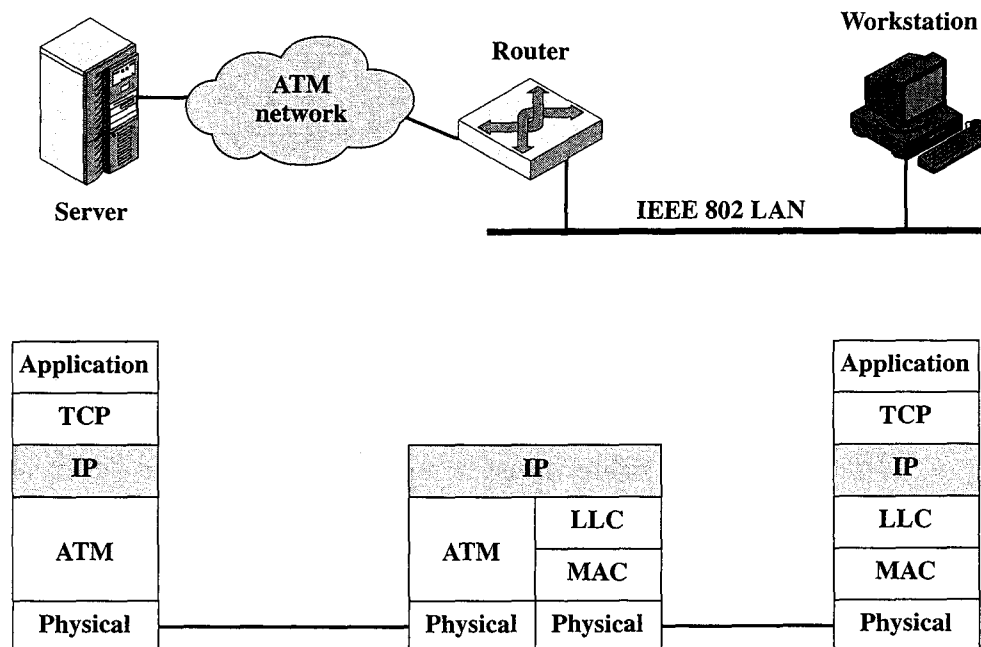 Workstation
Router
ATM
network
Server
IEEE 802 LAN
Application
TCP
IP
ATM
Physical
IP
ATM
LLC
MAC
Physical
Physical
Application
TCP
IP
LLC
MAC
Physical